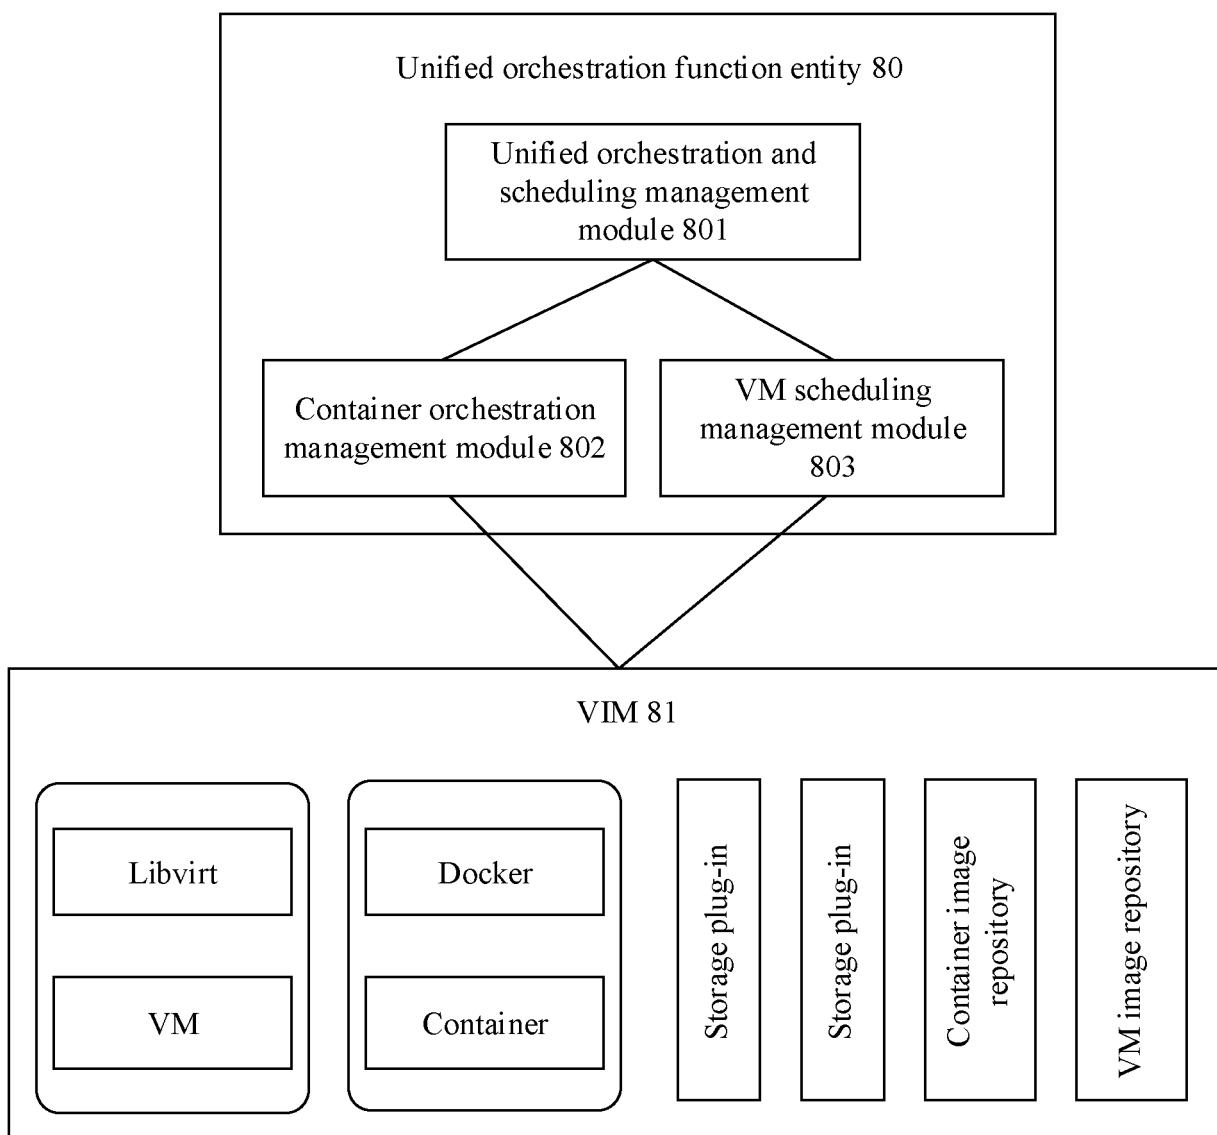 Unified orchestration function entity 80
Unified orchestration and
scheduling management
module 801
Container orchestration
management module 802
VM scheduling
management module
803
VIM 81
Libvirt
VM
Docker
Container
Storage plug-in
Storage plug-in
Container image
repository
VM image repository